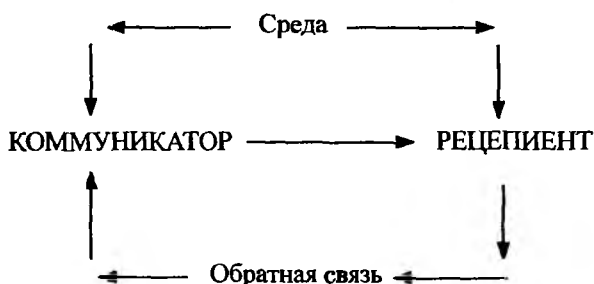 Среда
КОММУНИКАТОР РЕЦЕПИЕНТ
Обратная связь